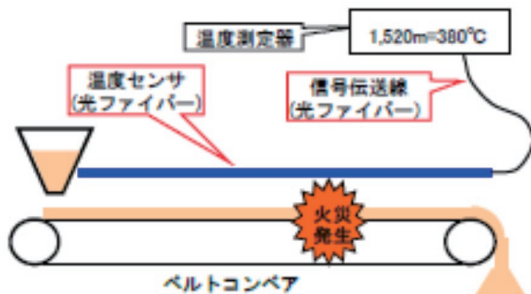 温度測定器
1,520m=380℃
温度センサ
(光ファイバー)
信号伝送線
(光ファイバー)
火災
発生
ベルトコンベア